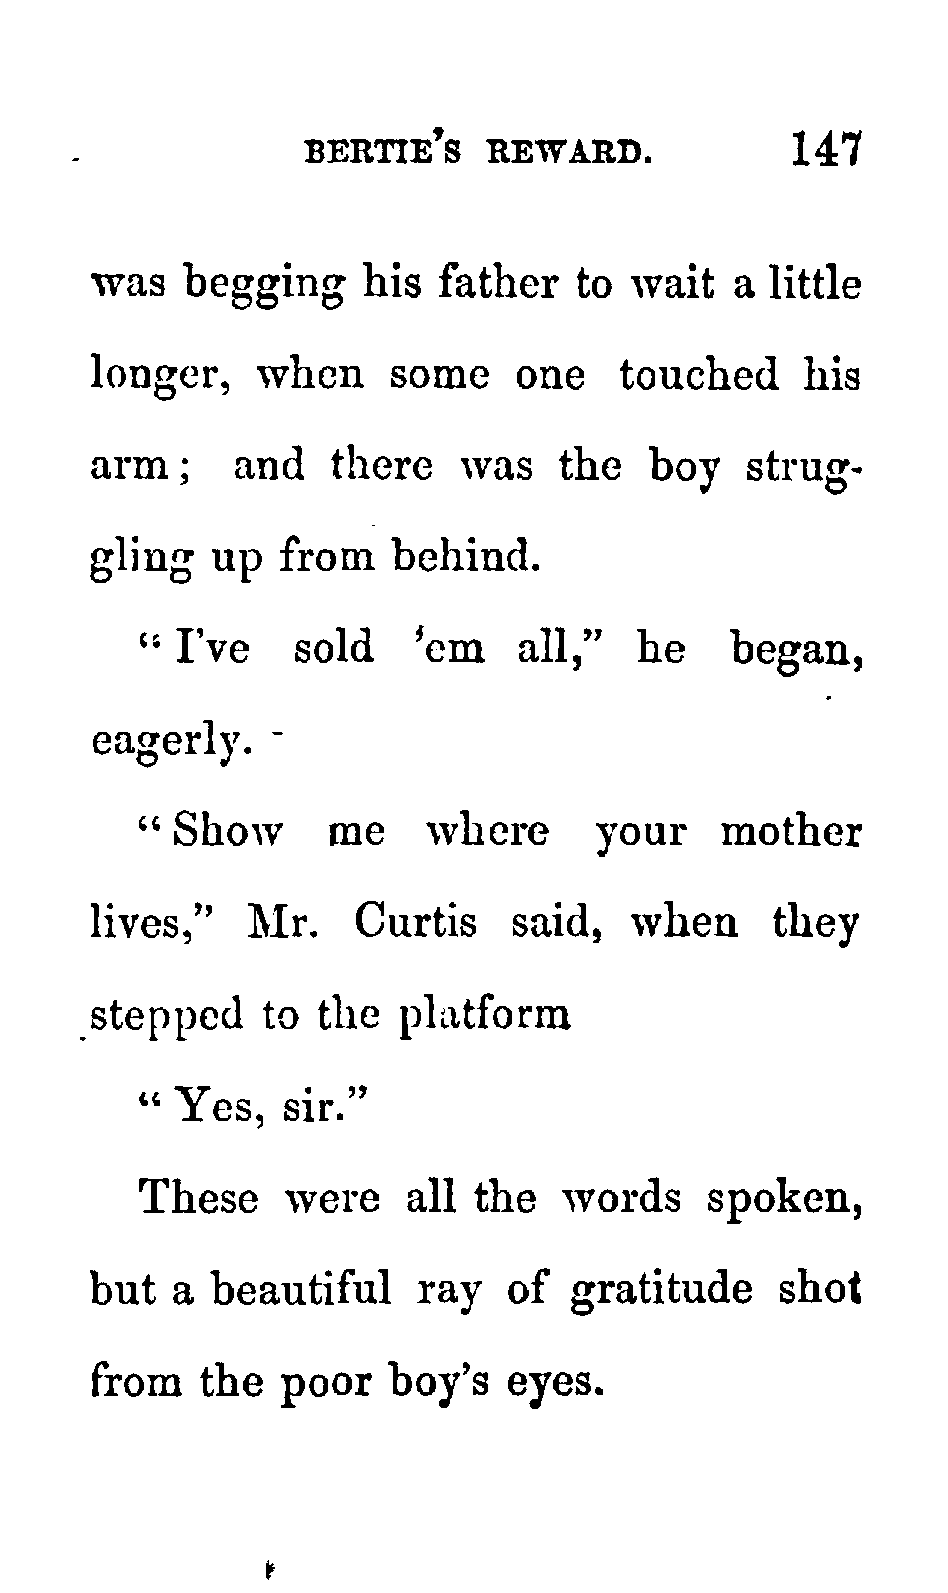 BERTIE'S REWARD. 147
was begging his father to wait a little
longer, when some one touched his
arm; and there was the boy strug-
gling up from behind.
"I've sold 'em all," he began,
eagerly.
"Show me where your mother
lives," Mr. Curtis said, when they
stepped to the platform
"Yes, sir."
These were all the words spoken,
but a beautiful ray of gratitude shot
from the poor boy's eyes.